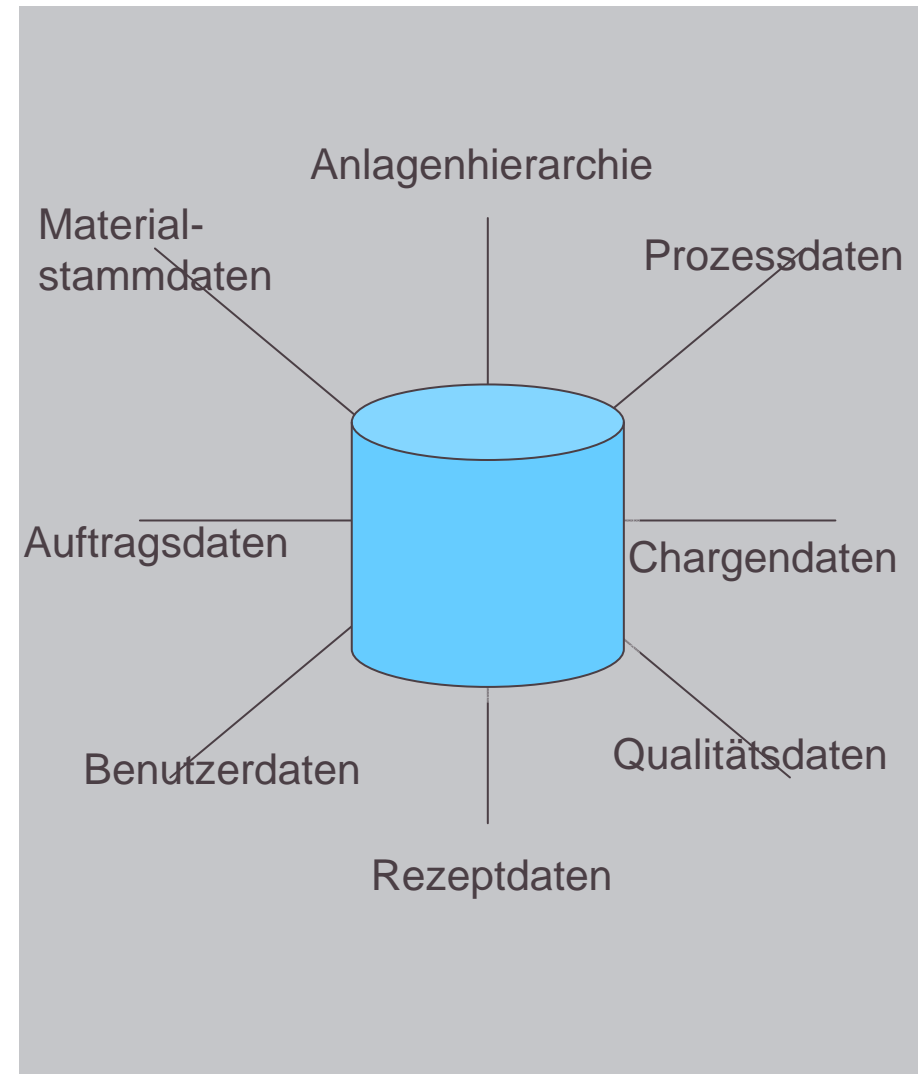 Anlagenhierarchie
Material-
stammdaten
Prozessdaten
Auftragsdaten
Chargendaten
Benutzerdaten
Qualitätsdaten
Rezeptdaten